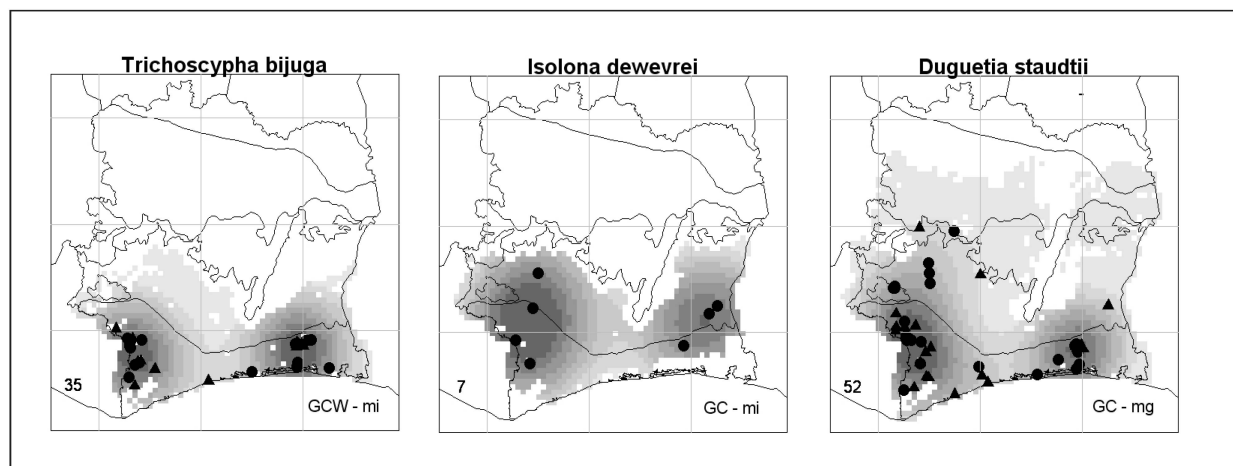 Trichoscypha bijuga
35
GCW - mi
Isolona dewevrei
7
GC - mi
Duguetia staudtii
52
GC - mg